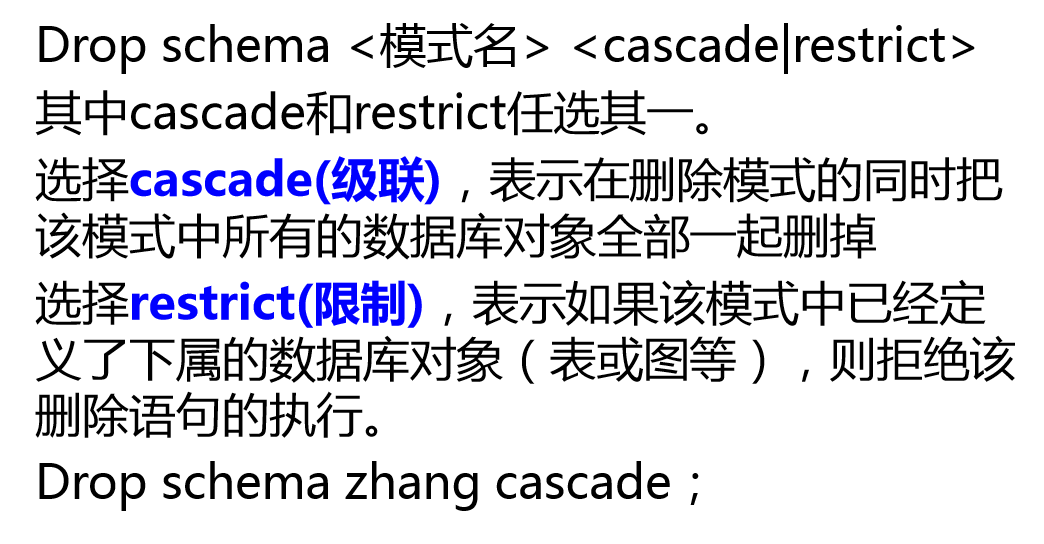 Drop schema <模式名> <cascade|restrict>
其中cascade和restrict任选其一。
选择cascade(级联)，表示在删除模式的同时把
该模式中所有的数据库对象全部一起删掉
选择restrict(限制)，表示如果该模式中已经定
义了下属的数据库对象（表或图等），则拒绝该
删除语句的执行。
Drop schema zhang cascade；